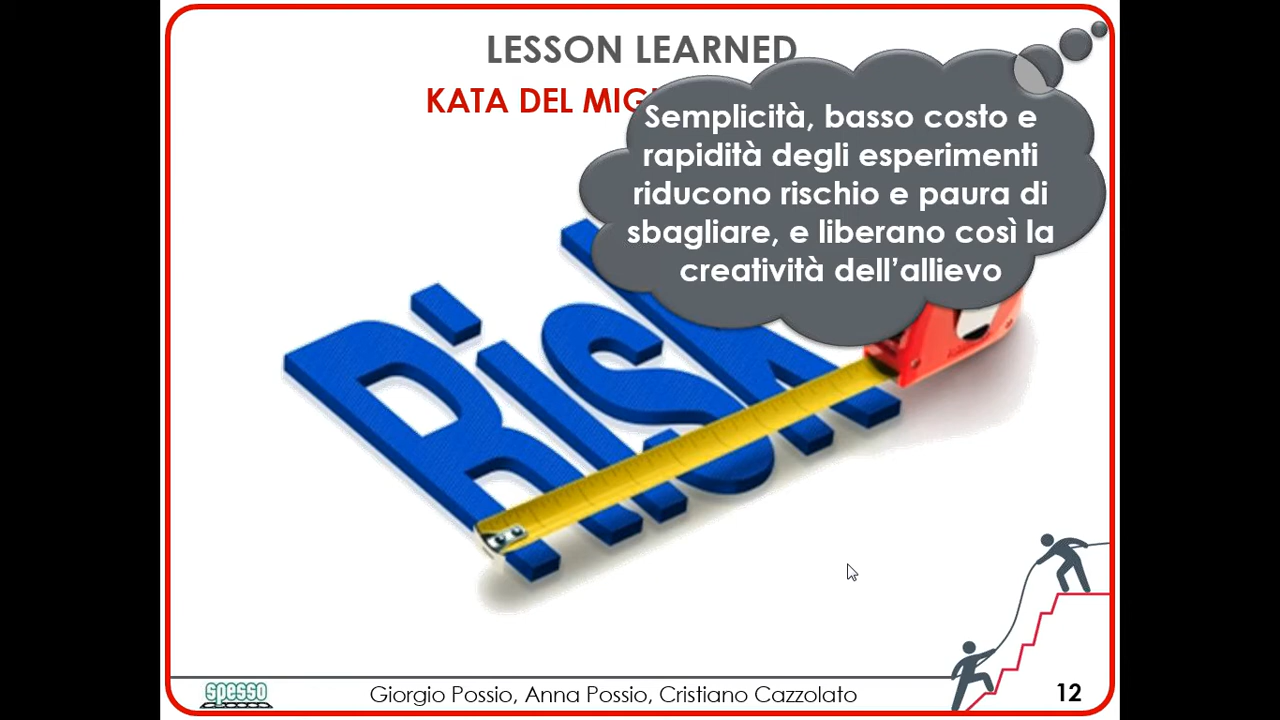 LESSON LEARNED
KATA DEL MIG
Semplicità, basso costo e
rapidità degli esperimenti
riducono rischio e paura di
sbagliare, e liberano così la
creatività dell’allievo
Risk
spesso
Giorgio Possio, Anna Possio, Cristiano Cazzolato
12